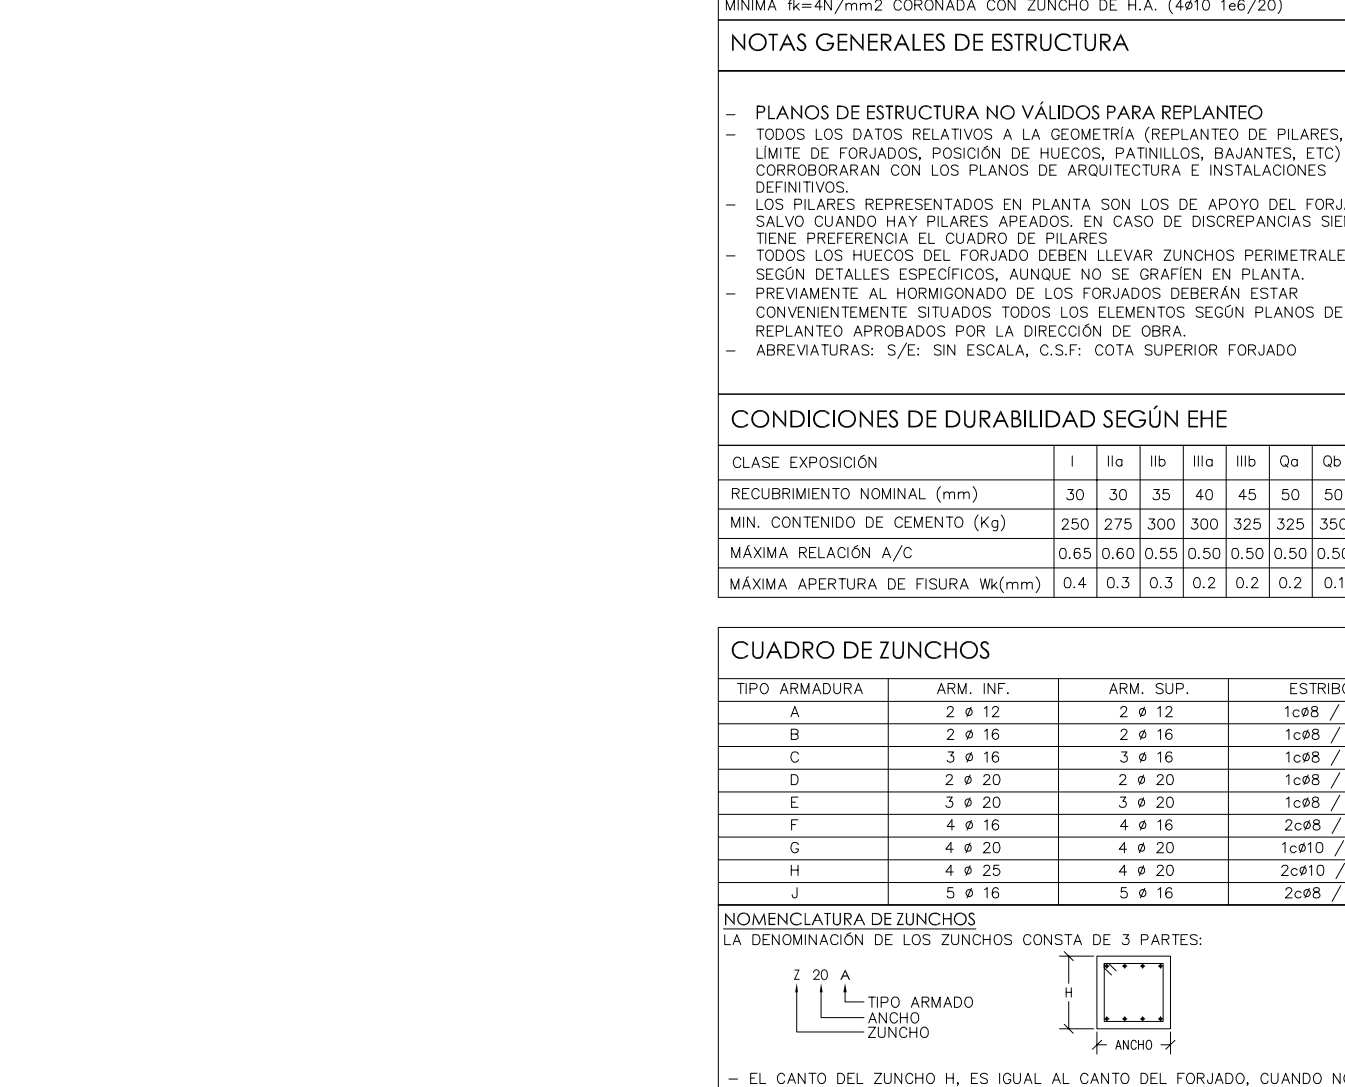 MÍNIMA fk=4N/mm2 CORONADA CON ZUNCHO DE H.A. (4ø10 1e6/20)
NOTAS GENERALES DE ESTRUCTURA
– PLANOS DE ESTRUCTURA NO VÁLIDOS PARA REPLANTEO
– TODOS LOS DATOS RELATIVOS A LA GEOMETRÍA (REPLANTEO DE PILARES,
LÍMITE DE FORJADOS, POSICIÓN DE HUECOS, PATINILLOS, BAJANTES, ETC)
CORROBORARAN CON LOS PLANOS DE ARQUITECTURA E INSTALACIONES
DEFINITIVOS.
– LOS PILARES REPRESENTADOS EN PLANTA SON LOS DE APOYO DEL
SALVO CUANDO HAY PILARES APEADOS. EN CASO DE DISCREPANCIAS
TIENE PREFERENCIA EL CUADRO DE PILARES
– TODOS LOS HUECOS DEL FORJADO DEBEN LLEVAR ZUNCHOS PERIMETRALE
SEGÚN DETALLES ESPECÍFICOS, AUNQUE NO SE GRAFÍEN EN PLANTA.
– PREVIAMENTE AL HORMIGONADO DE LOS FORJADOS DEBERÁN ESTAR
CONVENIENTEMENTE SITUADOS TODOS LOS ELEMENTOS SEGÚN PLANOS DE
REPLANTEO APROBADOS POR LA DIRECCIÓN DE OBRA.
– ABREVIATURAS: S/E: SIN ESCALA, C.S.F: COTA SUPERIOR FORJADO
CONDICIONES DE DURABILIDAD SEGÚN EHE
CLASE EXPOSICIÓN I IIa IIb IIIa IIIb Qa Qb
RECUBRIMIENTO NOMINAL (mm) 30 30 35 40 45 50 50
MIN. CONTENIDO DE CEMENTO (Kg) 250 275 300 300 325 325 350
MÁXIMA RELACIÓN A/C 0.65 0.60 0.55 0.50 0.50 0.50 0.50
MÁXIMA APERTURA DE FISURA Wk(mm) 0.4 0.3 0.3 0.2 0.2 0.2 0.1
CUADRO DE ZUNCHOS
TIPO ARMADURA ARM. INF. ARM. SUP. ESTRIBO
A 2 ø 12 2 ø 12 1cø8 /
B 2 ø 16 2 ø 16 1cø8 /
C 3 ø 16 3 ø 16 1cø8 /
D 2 ø 20 2 ø 20 1cø8 /
E 3 ø 20 3 ø 20 1cø8 /
F 4 ø 16 4 ø 16 2cø8 /
G 4 ø 20 4 ø 20 1cø10 /
H 4 ø 25 4 ø 20 2cø10 /
J 5 ø 16 5 ø 16 2cø8 /
NOMENCLATURA DE ZUNCHOS
LA DENOMINACIÓN DE LOS ZUNCHOS CONSTA DE 3 PARTES:
Z 20 A
TIPO ARMADO
ANCHO
ZUNCHO
H
ANCHO
– EL CANTO DEL ZUNCHO H, ES IGUAL AL CANTO DEL FORJADO, CUANDO NO